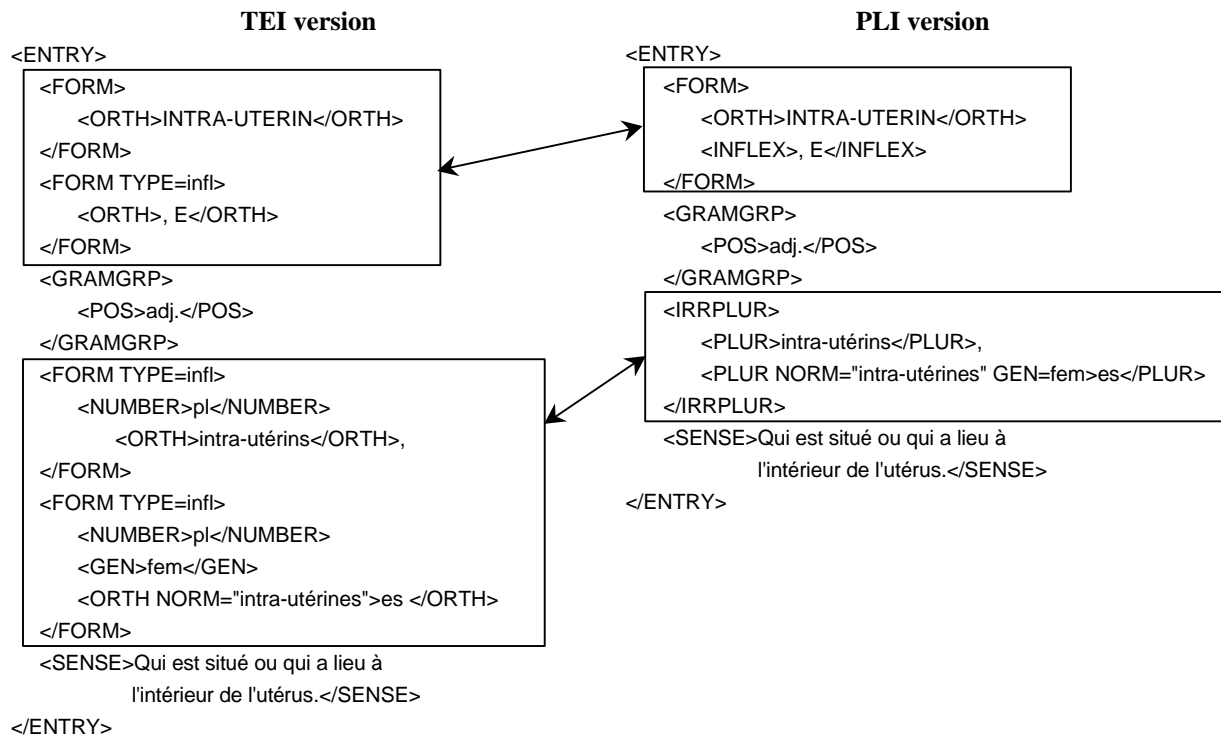 TEI version
<ENTRY>
<FORM>
<ORTH>INTRA-UTERIN</ORTH>
</FORM>
<FORM TYPE=infl>
<ORTH>, E</ORTH>
</FORM>
<GRAMGRP>
<POS>adj.</POS>
</GRAMGRP>
<FORM TYPE=infl>
<NUMBER>pl</NUMBER>
<ORTH>intra-utérins</ORTH>,
</FORM>
<FORM TYPE=infl>
<NUMBER>pl</NUMBER>
<GEN>fem</GEN>
<ORTH NORM="intra-utérines">es </ORTH>
</FORM>
<SENSE>Qui est situé ou qui a lieu à
l'intérieur de l'utérus.</SENSE>
</ENTRY>
PLI version
<ENTRY>
<FORM>
<ORTH>INTRA-UTERIN</ORTH>
<INFLEX>, E</INFLEX>
</FORM>
<GRAMGRP>
<POS>adj.</POS>
</GRAMGRP>
<IRRPLUR>
<PLUR>intra-utérins</PLUR>,
<PLUR NORM="intra-utérines" GEN=fem>es</PLUR>
</IRRPLUR>
<SENSE>Qui est situé ou qui a lieu à
l'intérieur de l'utérus.</SENSE>
</ENTRY>